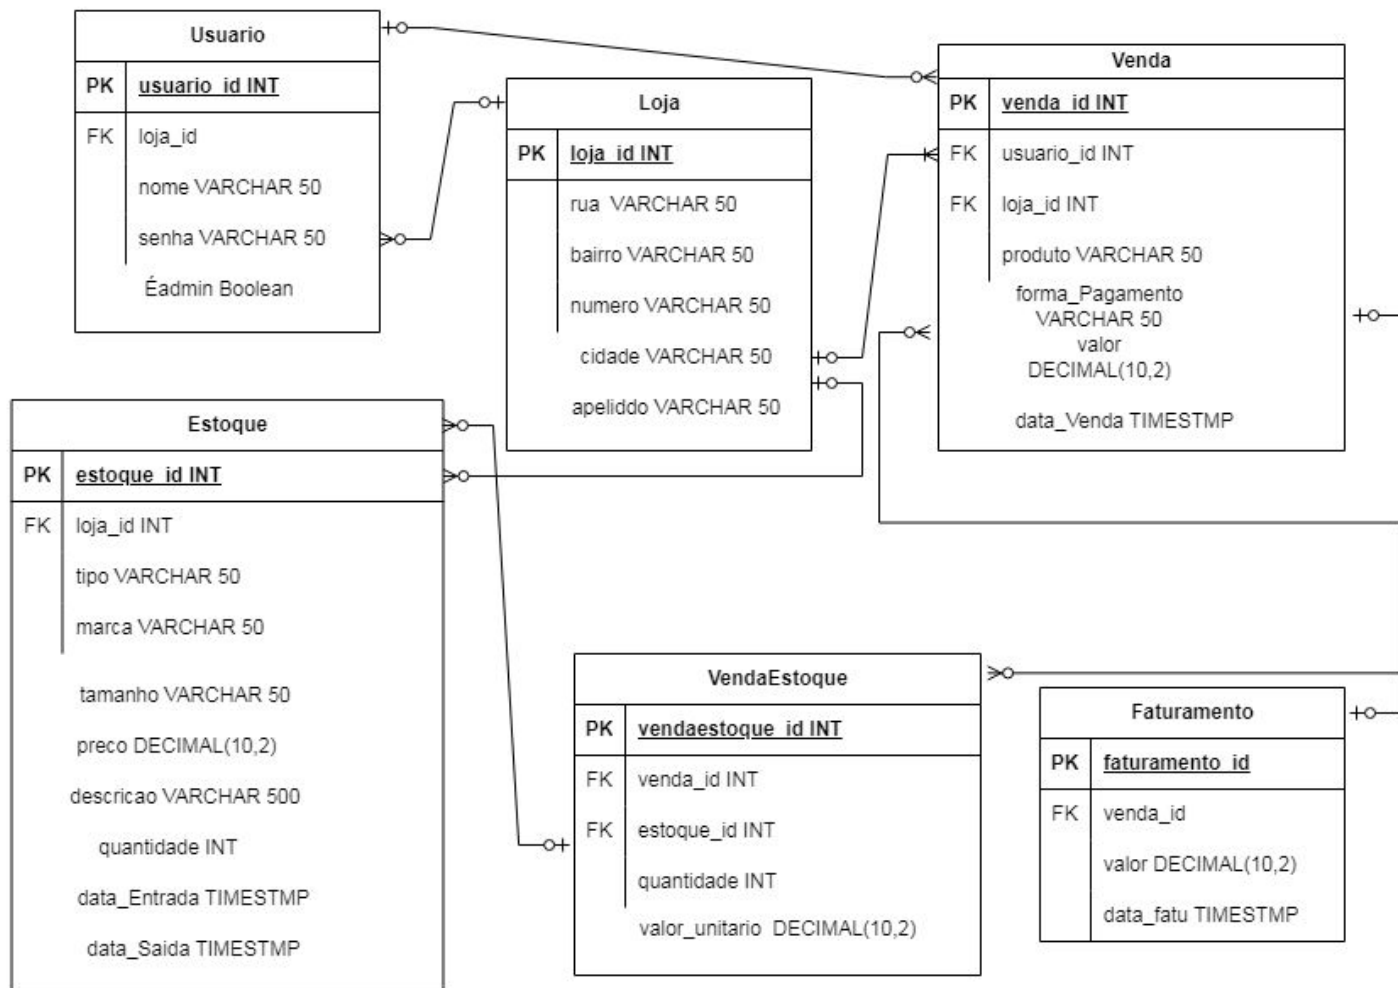 Usuario
PK usuario_id INT
FK loja_id
nome VARCHAR 50
senha VARCHAR 50
Éadmin Boolean
Loja
PK loja_id INT
rua VARCHAR 50
bairro VARCHAR 50
numero VARCHAR 50
cidade VARCHAR 50
apeliddo VARCHAR 50
Venda
PK venda_id INT
FK usuario_id INT
FK loja_id INT
produto VARCHAR 50
forma_Pagamento
VARCHAR 50
valor
DECIMAL(10,2)
data_Venda TIMESTMP
Estoque
PK estoque_id INT
FK loja_id INT
tipo VARCHAR 50
marca VARCHAR 50
tamanho VARCHAR 50
preco DECIMAL(10,2)
descricao VARCHAR 500
quantidade INT
data_Entrada TIMESTMP
data_Saida TIMESTMP
VendaEstoque
PK vendaestoque_id INT
FK venda_id INT
FK estoque_id INT
quantidade INT
valor_unitario DECIMAL(10,2)
Faturamento
PK faturamento_id
FK venda_id
valor DECIMAL(10,2)
data_fatu TIMESTMP